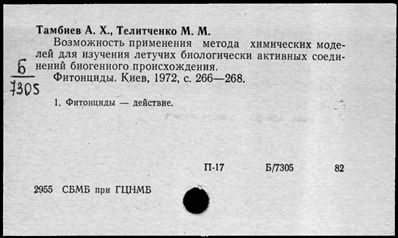 Тамбиев А. Х., Телитченко М. М.
Возможность применения метода химических моде-
лей для изучения летучих биологически активных соеди-
нений биогенного происхождения.
Фитонциды. Киев, 1972, с. 266—268.
Б
7305
1. Фитонциды — действие.
П-17 Б/7305 82
2955 СБМБ при ГЦНМБ